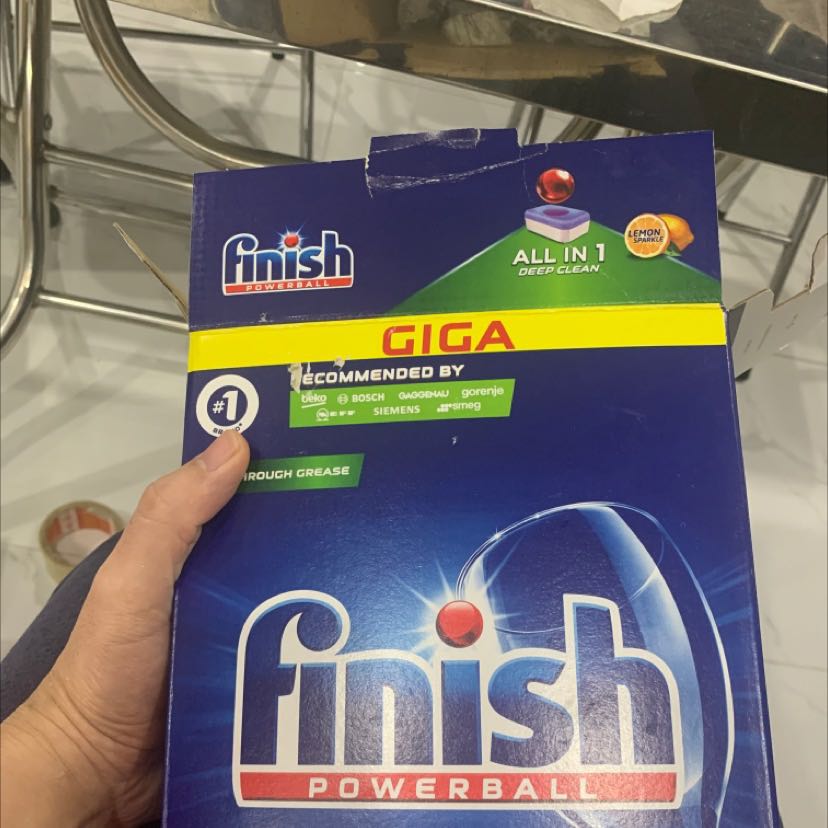 finish
POWERBALL
ALL IN 1
DEEP CLEAN
LEMON
SPARKLE
GIGA
ECOMMENDED BY
beko BOSCH GAGGENAU gorenje
NEFF SIEMENS smeg
#1
ROUGH GREASE
finish
POWERBALL